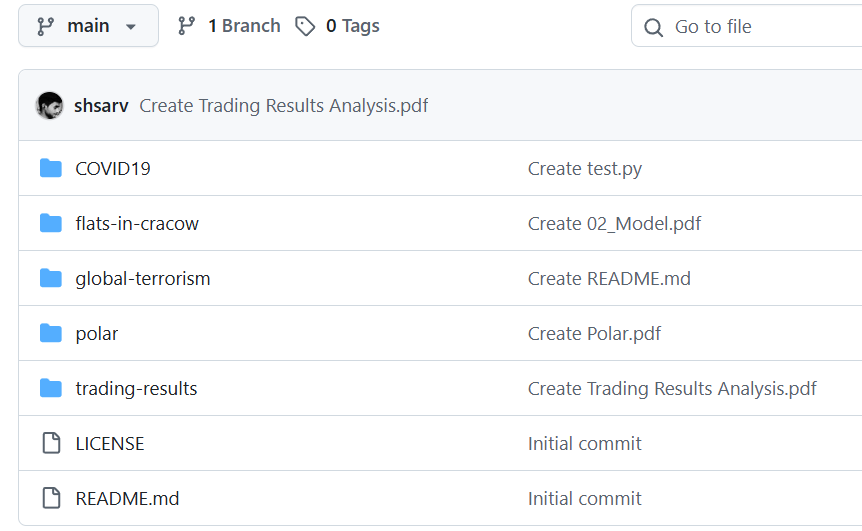 main 1 Branch 0 Tags Go to file
shsarv Create Trading Results Analysis.pdf
COVID19 Create test.py
flats-in-cracow Create 02_Model.pdf
global-terrorism Create README.md
polar Create Polar.pdf
trading-results Create Trading Results Analysis.pdf
LICENSE Initial commit
README.md Initial commit